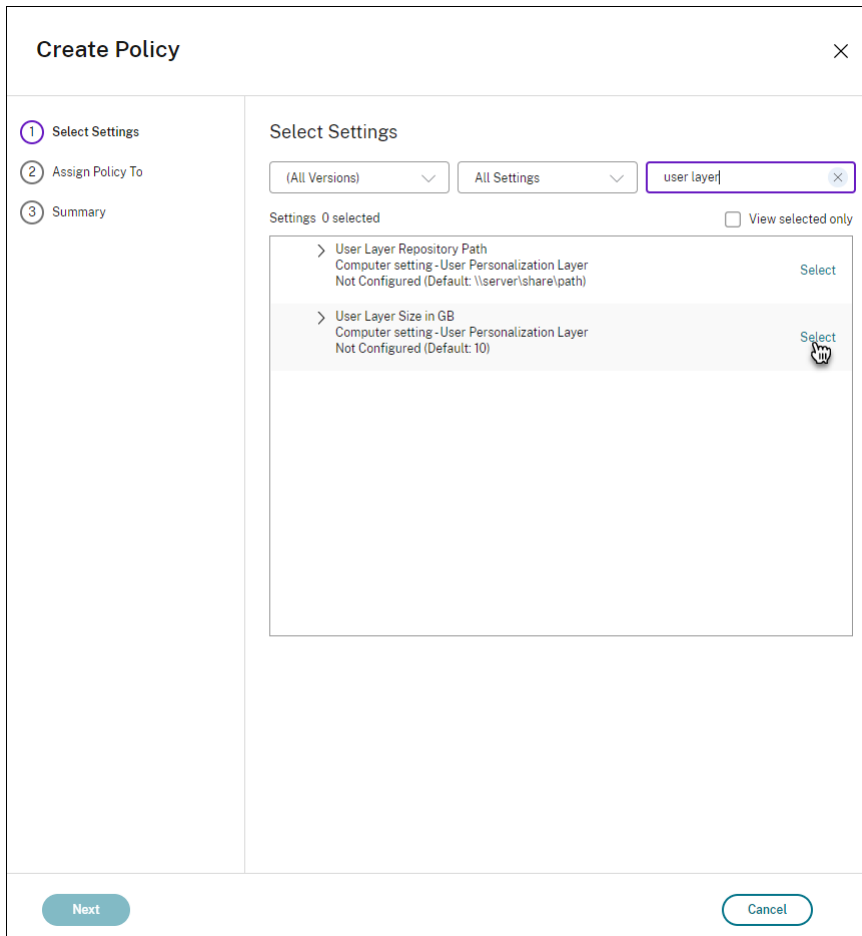 Create Policy
1 Select Settings
2 Assign Policy To
3 Summary
Select Settings
(All Versions)
All Settings
user layer
Settings 0 selected
View selected only
User Layer Repository Path
Computer setting - User Personalization Layer
Not Configured (Default: \\server\share\path)
Select
User Layer Size in GB
Computer setting - User Personalization Layer
Not Configured (Default: 10)
Select
Next
Cancel